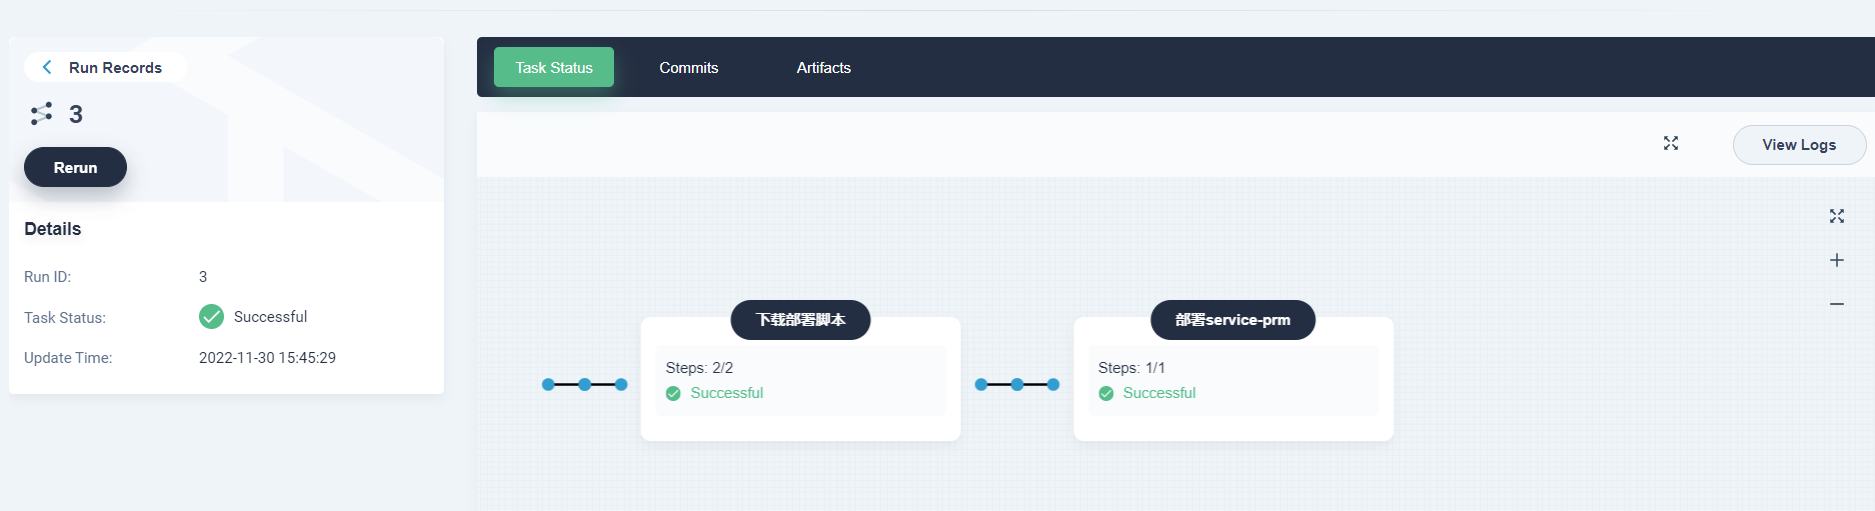 Run Records
3
Rerun
Details
Run ID: 3
Task Status: Successful
Update Time: 2022-11-30 15:45:29
Task Status Commits Artifacts
View Logs
下载部署脚本
Steps: 2/2
Successful
部署service-prm
Steps: 1/1
Successful